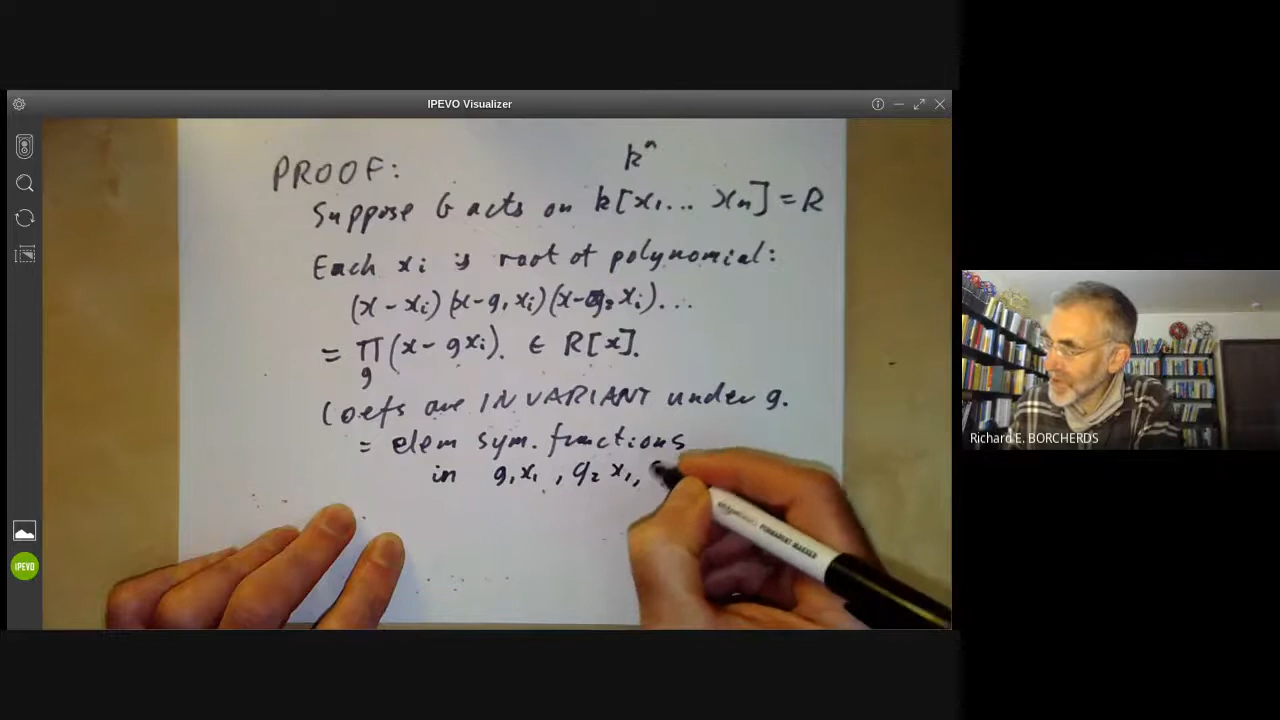 IPEVO Visualizer
kⁿ
PROOF:
Suppose G acts on k[x₁... xₙ] = R
Each xᵢ is root of polynomial:
(x - xᵢ)(x - g₁xᵢ)(x - g₂xᵢ)...
= ∏(x - gxᵢ). ∈ R[x].
g
Coefs are INVARIANT under g.
= elem sym. functions
in g₁x₁, g₂x₁,
Richard E. BORCHERDS
IPEVO